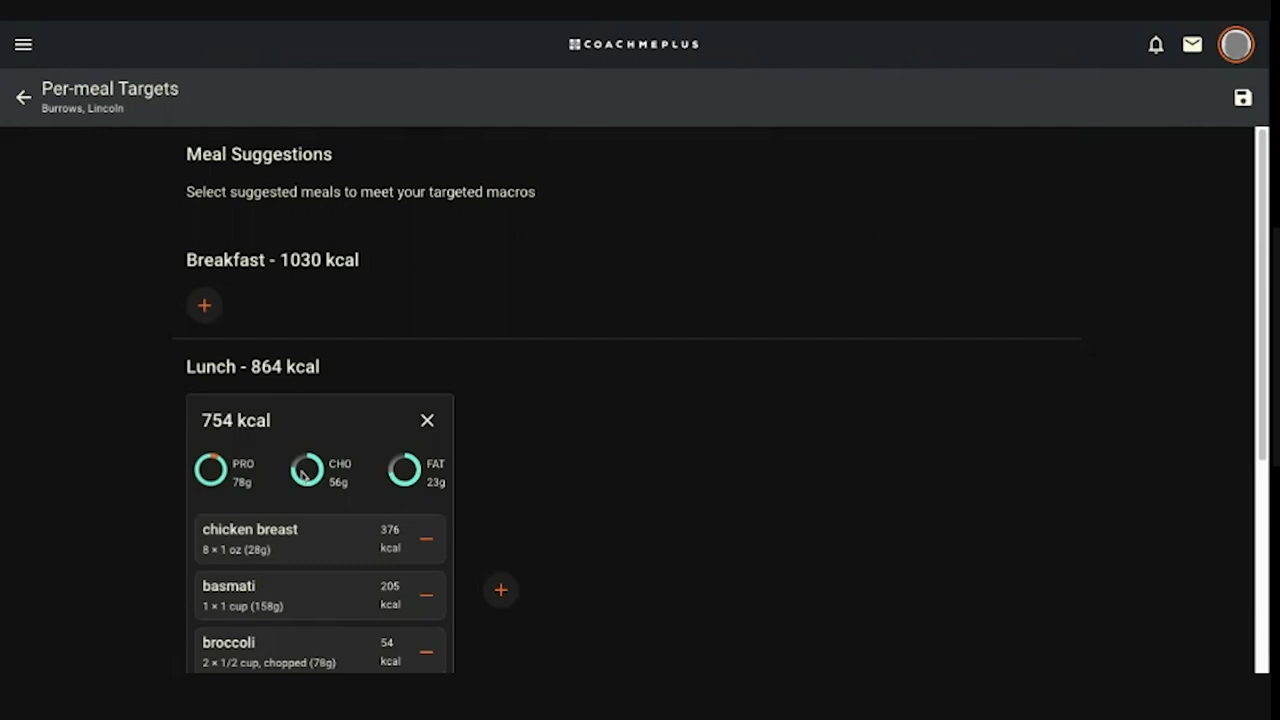 COACHMEPLUS
Per-meal Targets
Burrows, Lincoln
Meal Suggestions
Select suggested meals to meet your targeted macros
Breakfast - 1030 kcal
Lunch - 864 kcal
754 kcal
PRO
78g
CHO
56g
FAT
23g
chicken breast
8 × 1 oz (28g)
376
kcal
basmati
1 × 1 cup (158g)
205
kcal
broccoli
2 × 1/2 cup, chopped (78g)
54
kcal